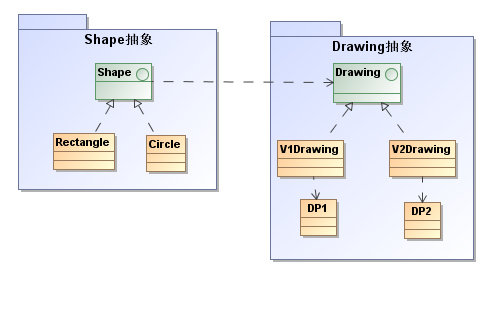 Shape抽象
Drawing抽象
Shape
Drawing
Rectangle
Circle
V1Drawing
V2Drawing
DP1
DP2